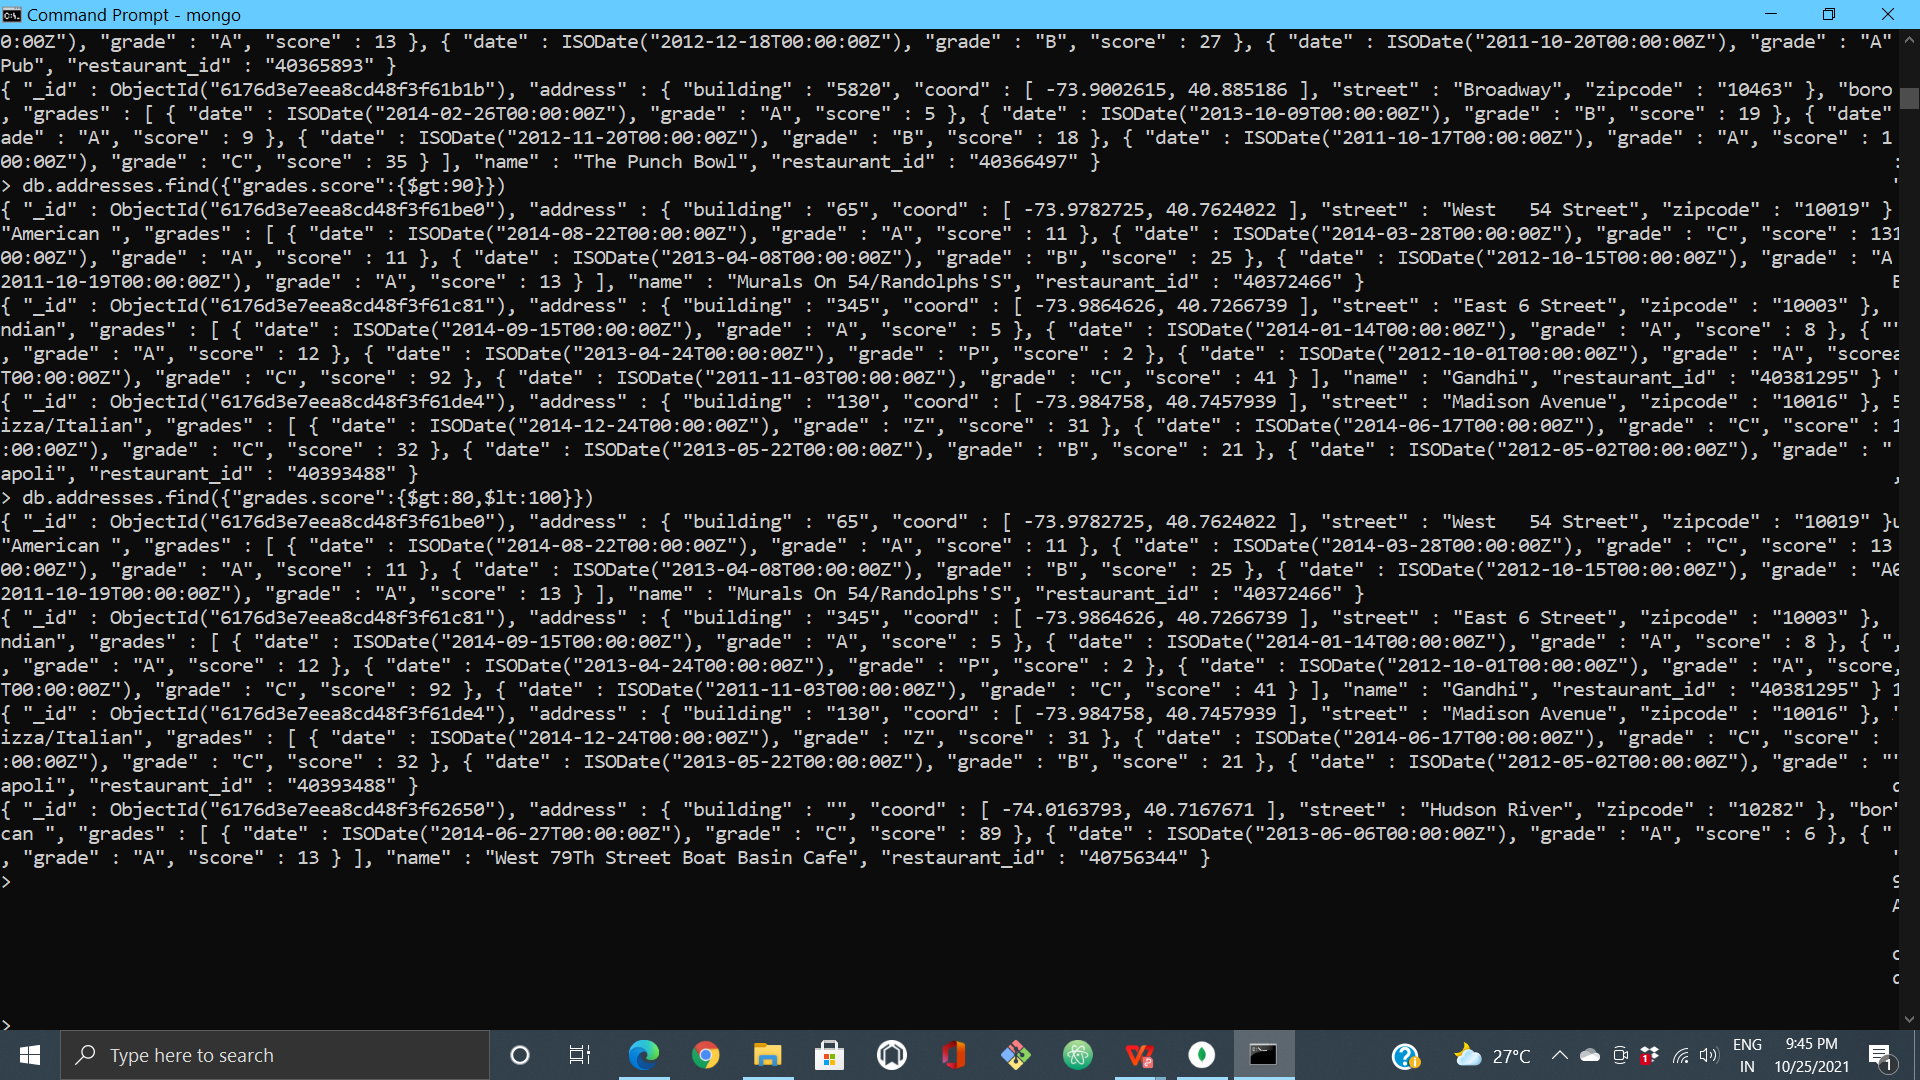 Command Prompt - mongo
0:00Z"), "grade" : "A", "score" : 13 }, { "date" : ISODate("2012-12-18T00:00:00Z"), "grade" : "B", "score" : 27 }, { "date" : ISODate("2011-10-20T00:00:00Z"), "grade" : "A"
Pub", "restaurant_id" : "40365893" }
{ "_id" : ObjectId("6176d3e7eea8cd48f3f61b1b"), "address" : { "building" : "5820", "coord" : [ -73.9002615, 40.885186 ], "street" : "Broadway", "zipcode" : "10463" }, "boro
, "grades" : [ { "date" : ISODate("2014-02-26T00:00:00Z"), "grade" : "A", "score" : 5 }, { "date" : ISODate("2013-10-09T00:00:00Z"), "grade" : "B", "score" : 19 }, { "date"
ade" : "A", "score" : 9 }, { "date" : ISODate("2012-11-20T00:00:00Z"), "grade" : "B", "score" : 18 }, { "date" : ISODate("2011-10-17T00:00:00Z"), "grade" : "A", "score" : 1
00:00Z"), "grade" : "C", "score" : 35 } ], "name" : "The Punch Bowl", "restaurant_id" : "40366497" }
> db.addresses.find({"grades.score":{$gt:90}})
{ "_id" : ObjectId("6176d3e7eea8cd48f3f61be0"), "address" : { "building" : "65", "coord" : [ -73.9782725, 40.7624022 ], "street" : "West   54 Street", "zipcode" : "10019" }
"American ", "grades" : [ { "date" : ISODate("2014-08-22T00:00:00Z"), "grade" : "A", "score" : 11 }, { "date" : ISODate("2014-03-28T00:00:00Z"), "grade" : "C", "score" : 131
00:00Z"), "grade" : "A", "score" : 11 }, { "date" : ISODate("2013-04-08T00:00:00Z"), "grade" : "B", "score" : 25 }, { "date" : ISODate("2012-10-15T00:00:00Z"), "grade" : "A
2011-10-19T00:00:00Z"), "grade" : "A", "score" : 13 } ], "name" : "Murals On 54/Randolphs'S", "restaurant_id" : "40372466" }
{ "_id" : ObjectId("6176d3e7eea8cd48f3f61c81"), "address" : { "building" : "345", "coord" : [ -73.9864626, 40.7266739 ], "street" : "East 6 Street", "zipcode" : "10003" },
ndian", "grades" : [ { "date" : ISODate("2014-09-15T00:00:00Z"), "grade" : "A", "score" : 5 }, { "date" : ISODate("2014-01-14T00:00:00Z"), "grade" : "A", "score" : 8 }, { "
, "grade" : "A", "score" : 12 }, { "date" : ISODate("2013-04-24T00:00:00Z"), "grade" : "P", "score" : 2 }, { "date" : ISODate("2012-10-01T00:00:00Z"), "grade" : "A", "score
T00:00:00Z"), "grade" : "C", "score" : 92 }, { "date" : ISODate("2011-11-03T00:00:00Z"), "grade" : "C", "score" : 41 } ], "name" : "Gandhi", "restaurant_id" : "40381295" }
{ "_id" : ObjectId("6176d3e7eea8cd48f3f61de4"), "address" : { "building" : "130", "coord" : [ -73.984758, 40.7457939 ], "street" : "Madison Avenue", "zipcode" : "10016" },
izza/Italian", "grades" : [ { "date" : ISODate("2014-12-24T00:00:00Z"), "grade" : "Z", "score" : 31 }, { "date" : ISODate("2014-06-17T00:00:00Z"), "grade" : "C", "score" :
:00:00Z"), "grade" : "C", "score" : 32 }, { "date" : ISODate("2013-05-22T00:00:00Z"), "grade" : "B", "score" : 21 }, { "date" : ISODate("2012-05-02T00:00:00Z"), "grade" : "
apoli", "restaurant_id" : "40393488" }
> db.addresses.find({"grades.score":{$gt:80,$lt:100}})
{ "_id" : ObjectId("6176d3e7eea8cd48f3f61be0"), "address" : { "building" : "65", "coord" : [ -73.9782725, 40.7624022 ], "street" : "West   54 Street", "zipcode" : "10019" }
"American ", "grades" : [ { "date" : ISODate("2014-08-22T00:00:00Z"), "grade" : "A", "score" : 11 }, { "date" : ISODate("2014-03-28T00:00:00Z"), "grade" : "C", "score" : 13
00:00Z"), "grade" : "A", "score" : 11 }, { "date" : ISODate("2013-04-08T00:00:00Z"), "grade" : "B", "score" : 25 }, { "date" : ISODate("2012-10-15T00:00:00Z"), "grade" : "A
2011-10-19T00:00:00Z"), "grade" : "A", "score" : 13 } ], "name" : "Murals On 54/Randolphs'S", "restaurant_id" : "40372466" }
{ "_id" : ObjectId("6176d3e7eea8cd48f3f61c81"), "address" : { "building" : "345", "coord" : [ -73.9864626, 40.7266739 ], "street" : "East 6 Street", "zipcode" : "10003" },
ndian", "grades" : [ { "date" : ISODate("2014-09-15T00:00:00Z"), "grade" : "A", "score" : 5 }, { "date" : ISODate("2014-01-14T00:00:00Z"), "grade" : "A", "score" : 8 }, { "
, "grade" : "A", "score" : 12 }, { "date" : ISODate("2013-04-24T00:00:00Z"), "grade" : "P", "score" : 2 }, { "date" : ISODate("2012-10-01T00:00:00Z"), "grade" : "A", "score
T00:00:00Z"), "grade" : "C", "score" : 92 }, { "date" : ISODate("2011-11-03T00:00:00Z"), "grade" : "C", "score" : 41 } ], "name" : "Gandhi", "restaurant_id" : "40381295" }
{ "_id" : ObjectId("6176d3e7eea8cd48f3f61de4"), "address" : { "building" : "130", "coord" : [ -73.984758, 40.7457939 ], "street" : "Madison Avenue", "zipcode" : "10016" },
izza/Italian", "grades" : [ { "date" : ISODate("2014-12-24T00:00:00Z"), "grade" : "Z", "score" : 31 }, { "date" : ISODate("2014-06-17T00:00:00Z"), "grade" : "C", "score" :
:00:00Z"), "grade" : "C", "score" : 32 }, { "date" : ISODate("2013-05-22T00:00:00Z"), "grade" : "B", "score" : 21 }, { "date" : ISODate("2012-05-02T00:00:00Z"), "grade" : "
apoli", "restaurant_id" : "40393488" }
{ "_id" : ObjectId("6176d3e7eea8cd48f3f62650"), "address" : { "building" : "", "coord" : [ -74.0163793, 40.7167671 ], "street" : "Hudson River", "zipcode" : "10282" }, "bor
can ", "grades" : [ { "date" : ISODate("2014-06-27T00:00:00Z"), "grade" : "C", "score" : 89 }, { "date" : ISODate("2013-06-06T00:00:00Z"), "grade" : "A", "score" : 6 }, { "
, "grade" : "A", "score" : 13 } ], "name" : "West 79Th Street Boat Basin Cafe", "restaurant_id" : "40756344" }
>
>
Type here to search
27°C
ENG
IN
9:45 PM
10/25/2021
1